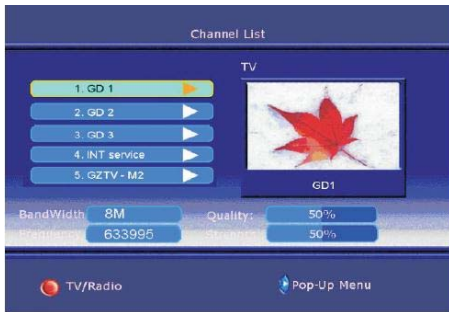 Channel List
TV
1. GD 1
2. GD 2
3. GD 3
4. INT service
5. GZTV - M2
GD1
BandWidth 8M Quality: 50%
Frequency 633995 50%
TV/Radio Pop-Up Menu